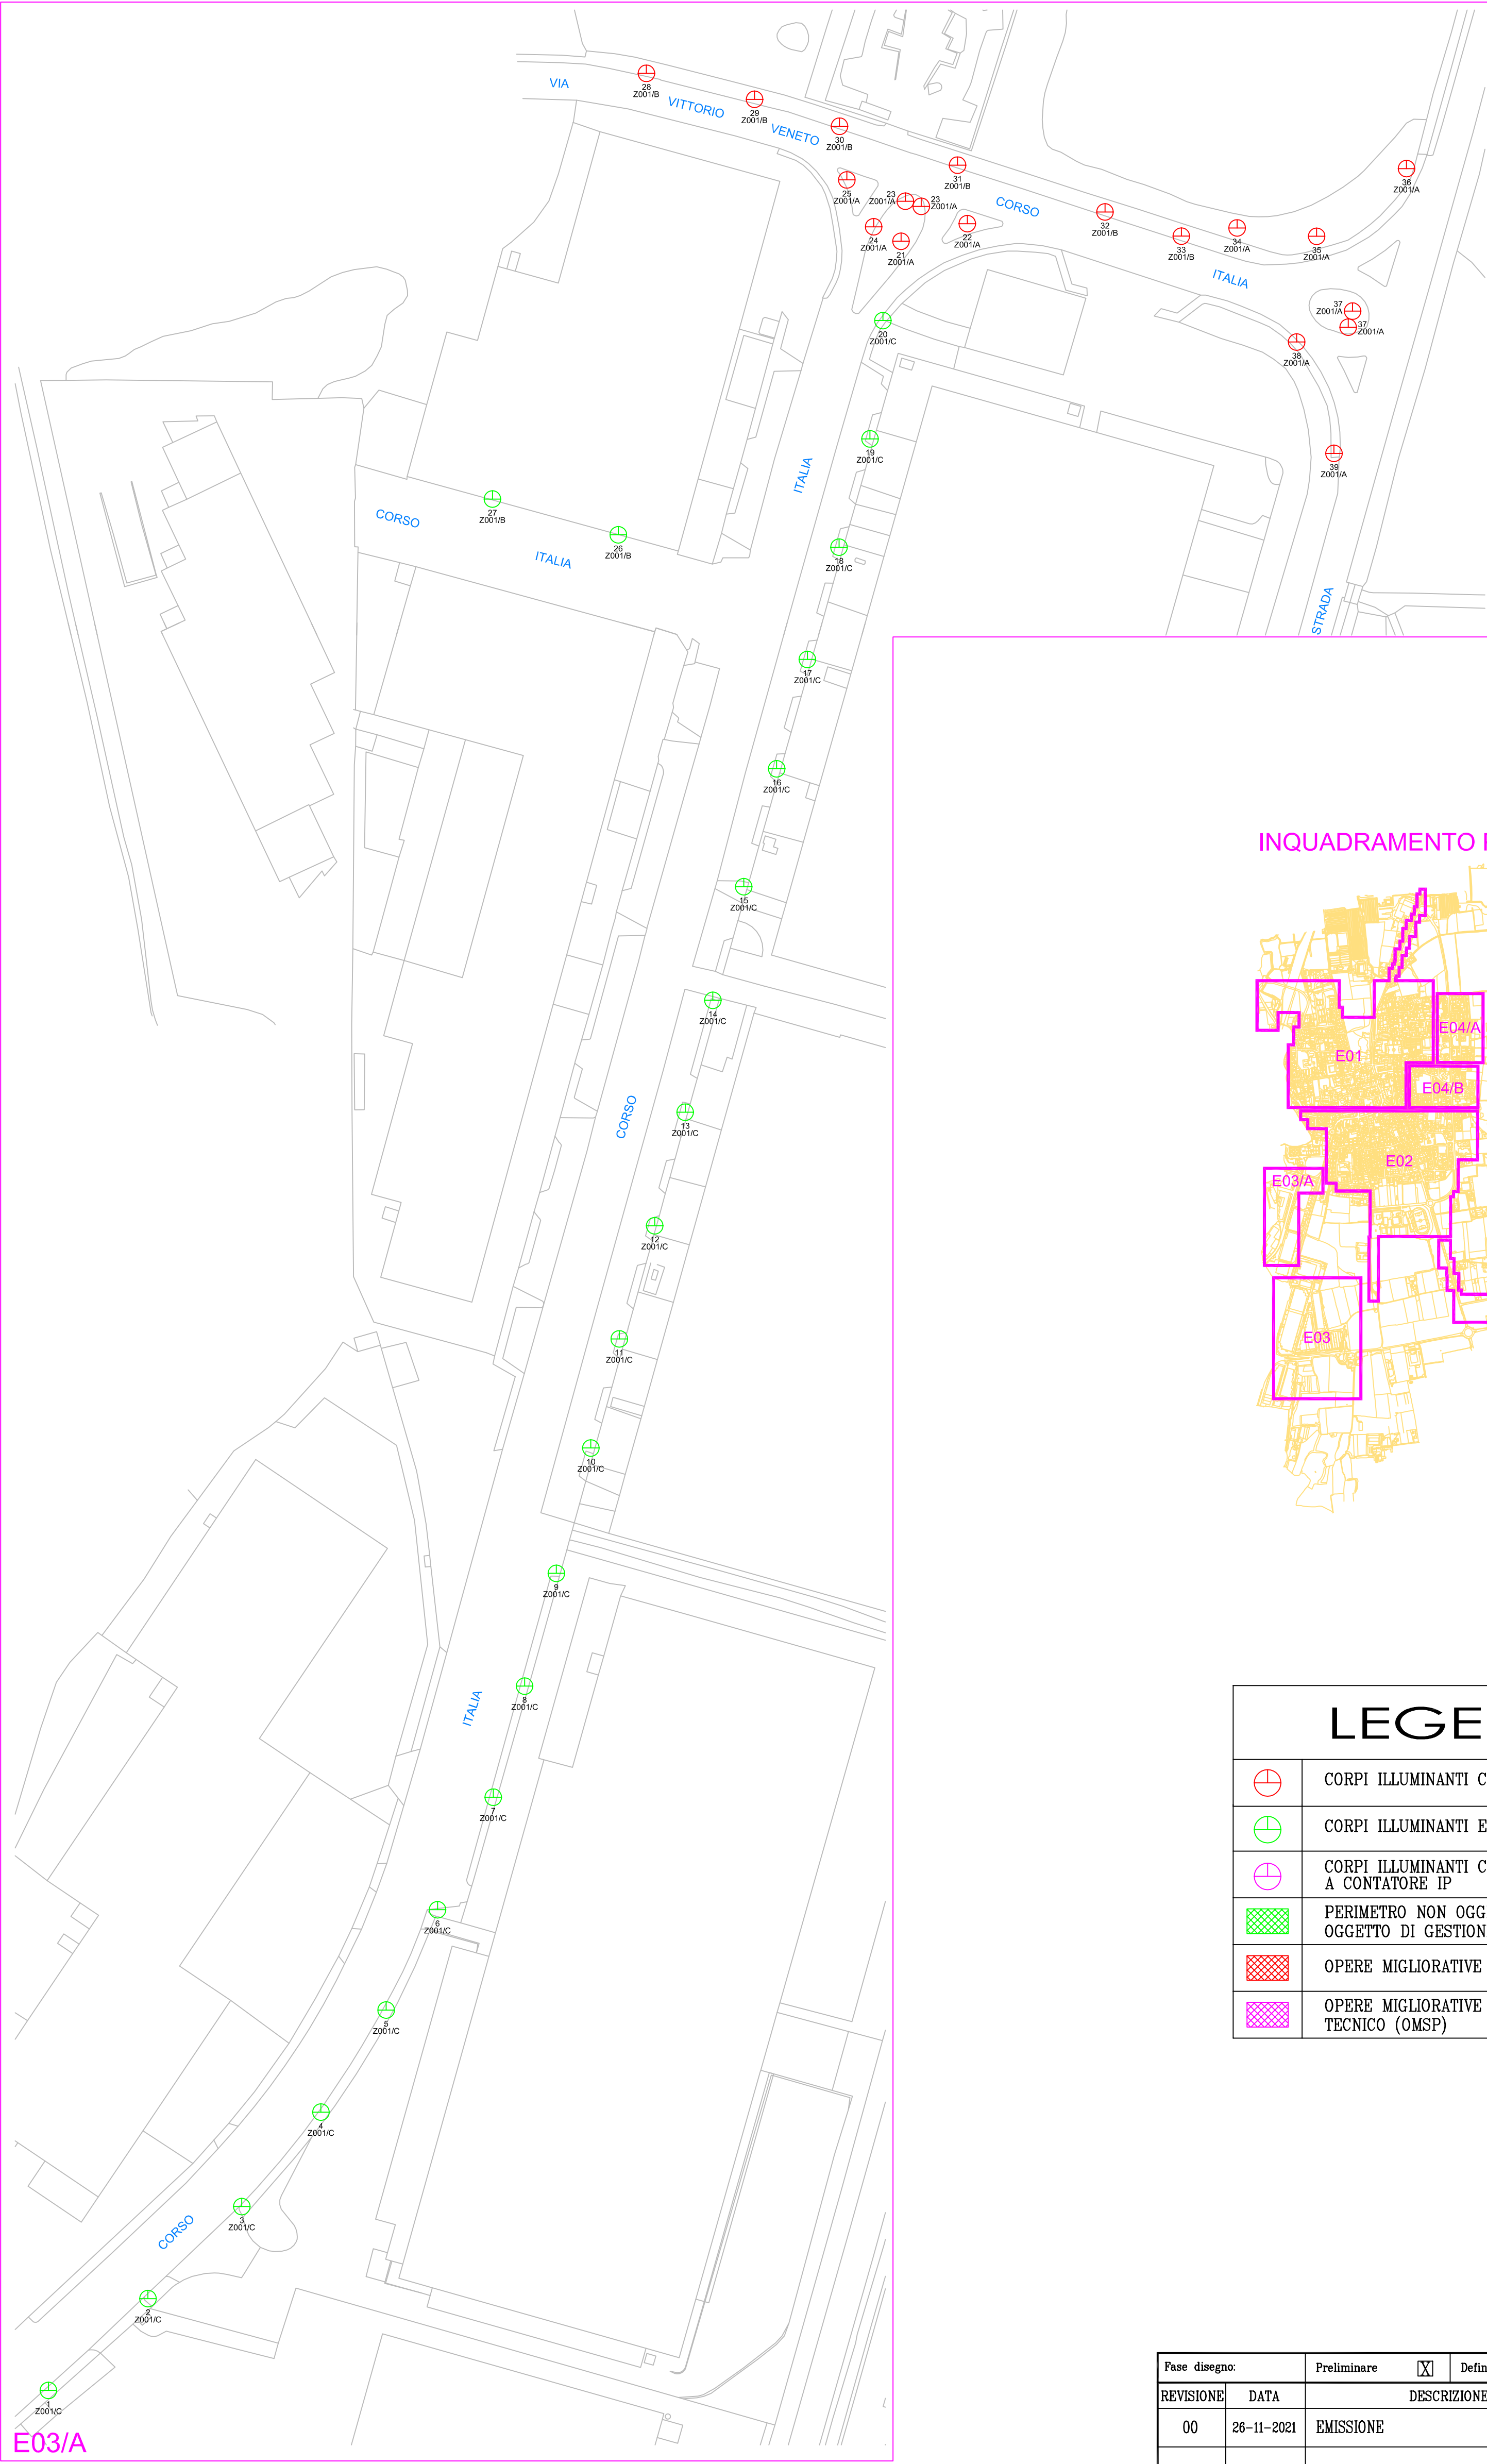 VIA
VITTORIO
VENETO
CORSO
ITALIA
28
Z001/B
29
Z001/B
30
Z001/B
31
Z001/B
32
Z001/B
33
Z001/B
34
Z001/A
35
Z001/A
36
Z001/A
25
Z001/A
23
Z001/A
23
Z001/A
24
Z001/A
21
Z001/A
22
Z001/A
37
Z001/A
37
Z001/A
38
Z001/A
39
Z001/A
STRADA
20
Z001/C
19
Z001/C
ITALIA
18
Z001/C
CORSO
ITALIA
27
Z001/B
26
Z001/B
17
Z001/C
16
Z001/C
15
Z001/C
14
Z001/C
13
Z001/C
CORSO
12
Z001/C
11
Z001/C
10
Z001/C
9
Z001/C
8
Z001/C
ITALIA
7
Z001/C
6
Z001/C
5
Z001/C
4
Z001/C
3
Z001/C
CORSO
2
Z001/C
1
Z001/C
E03/A
INQUADRAMENTO
E01
E04/A
E04/B
E02
E03/A
E03
LEGE
CORPI ILLUMINANTI C
CORPI ILLUMINANTI E
CORPI ILLUMINANTI C
A CONTATORE IP
PERIMETRO NON OGG
OGGETTO DI GESTION
OPERE MIGLIORATIVE
OPERE MIGLIORATIVE
TECNICO (OMSP)
Fase disegno: Preliminare X Defin
REVISIONE DATA DESCRIZIONE
00 26-11-2021 EMISSIONE